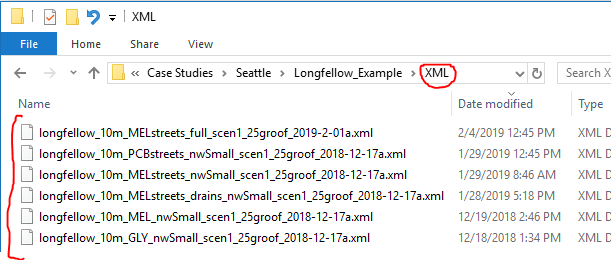 XML
File Home Share View
« Case Studies > Seattle > Longfellow_Example > XML Search X
Name Date modified Type
longfellow_10m_MELstreets_full_scen1_25groof_2019-2-01a.xml 2/4/2019 12:45 PM XML D
longfellow_10m_PCBstreets_nwSmall_scen1_25groof_2018-12-17a.xml 1/29/2019 12:45 PM XML D
longfellow_10m_MELstreets_nwSmall_scen1_25groof_2018-12-17a.xml 1/29/2019 8:46 AM XML D
longfellow_10m_MELstreets_drains_nwSmall_scen1_25groof_2018-12-17a.xml 1/28/2019 5:18 PM XML D
longfellow_10m_MEL_nwSmall_scen1_25groof_2018-12-17a.xml 12/19/2018 2:46 PM XML D
longfellow_10m_GLY_nwSmall_scen1_25groof_2018-12-17a.xml 12/18/2018 1:34 PM XML D